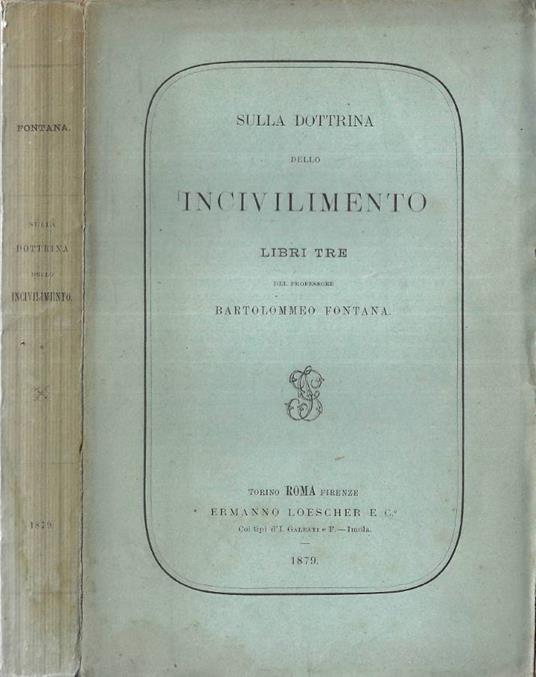 FONTANA.
SULLA
DOTTRINA
DELLO
INCIVILIMENTO.
1879
SULLA DOTTRINA
DELLO
INCIVILIMENTO
LIBRI TRE
DEL PROFESSORE
BARTOLOMMEO FONTANA.
TORINO ROMA FIRENZE
ERMANNO LOESCHER E C.º
Coi tipi d'I. GALEATI e F.—Imola.
1879.